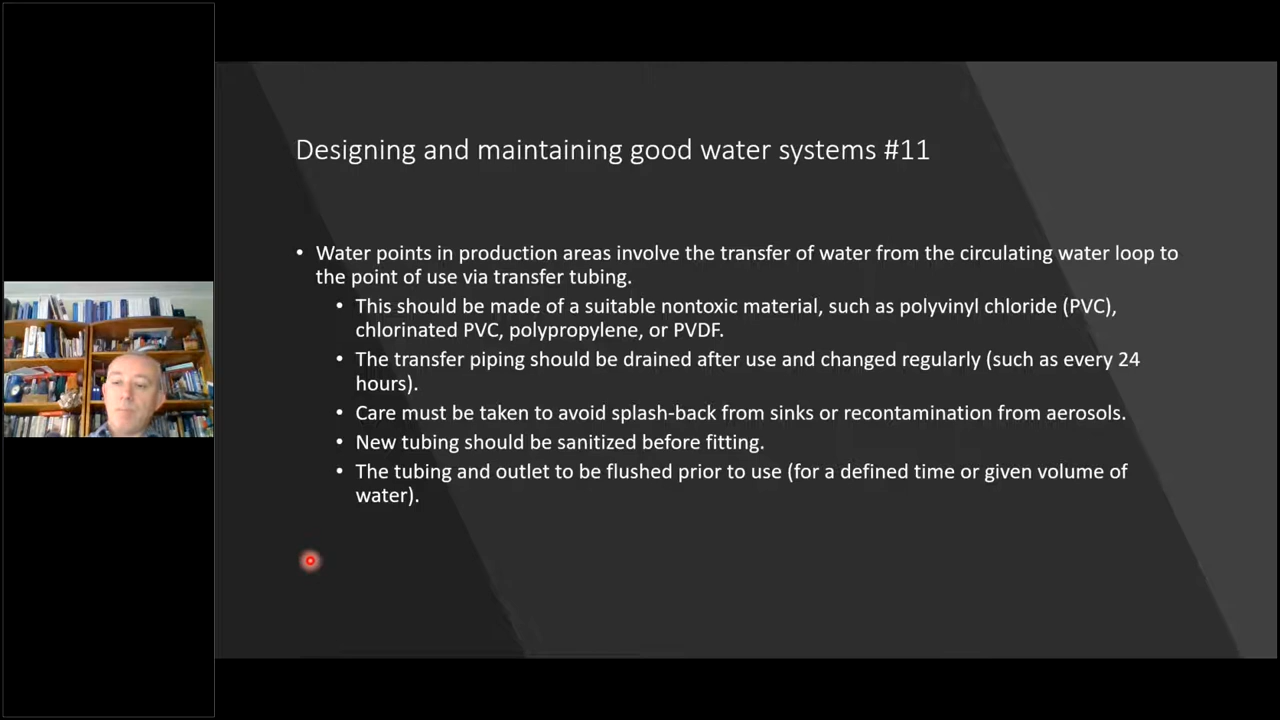 Designing and maintaining good water systems #11
• Water points in production areas involve the transfer of water from the circulating water loop to
the point of use via transfer tubing.
• This should be made of a suitable nontoxic material, such as polyvinyl chloride (PVC),
chlorinated PVC, polypropylene, or PVDF.
• The transfer piping should be drained after use and changed regularly (such as every 24
hours).
• Care must be taken to avoid splash-back from sinks or recontamination from aerosols.
• New tubing should be sanitized before fitting.
• The tubing and outlet to be flushed prior to use (for a defined time or given volume of
water).